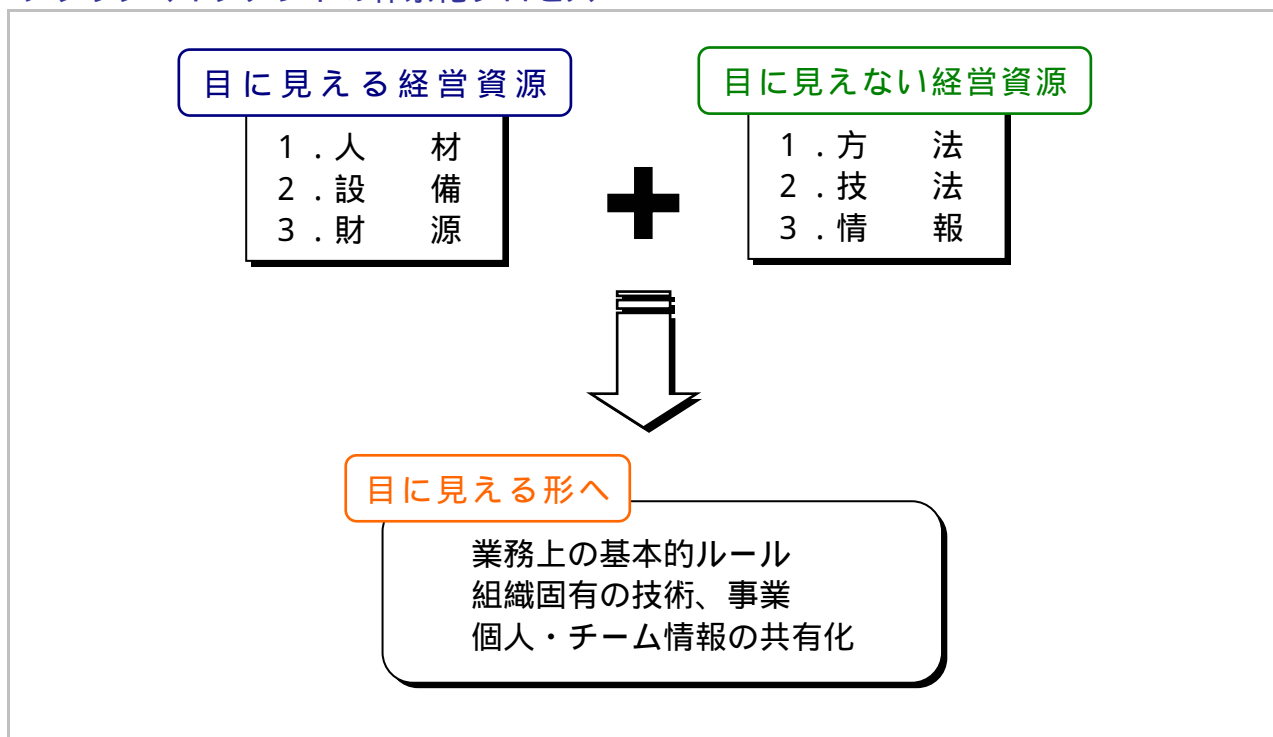 目に見える経営資源
1．人　材
2．設　備
3．財　源
目に見えない経営資源
1．方　法
2．技　法
3．情　報
目に見える形へ
業務上の基本的ルール
組織固有の技術、事業
個人・チーム情報の共有化